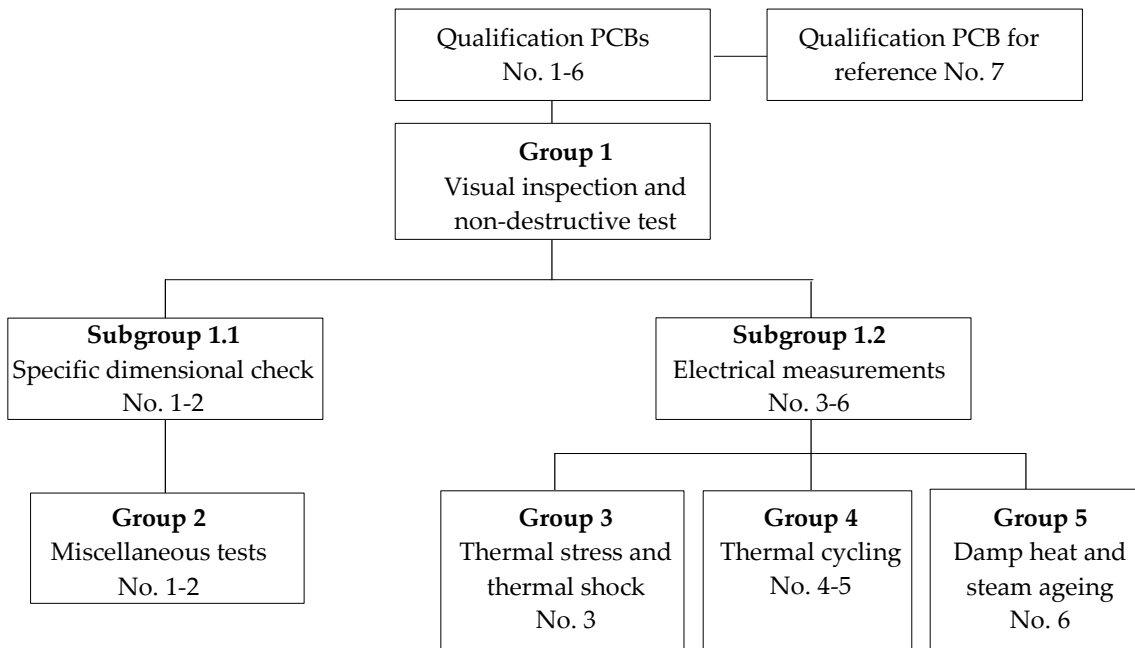 Qualification PCBs
No. 1-6
Qualification PCB for
reference No. 7
Group 1
Visual inspection and
non-destructive test
Subgroup 1.1
Specific dimensional check
No. 1-2
Subgroup 1.2
Electrical measurements
No. 3-6
Group 2
Miscellaneous tests
No. 1-2
Group 3
Thermal stress and
thermal shock
No. 3
Group 4
Thermal cycling
No. 4-5
Group 5
Damp heat and
steam ageing
No. 6